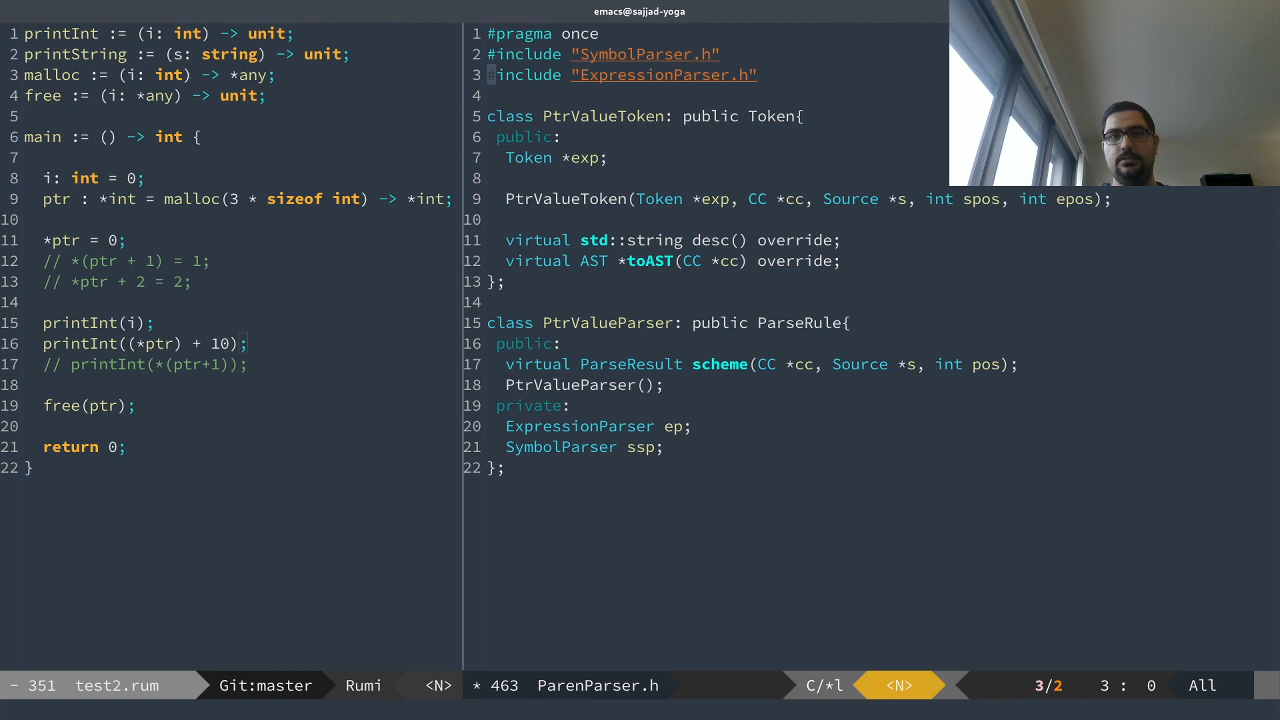 emacs@sajjad-yoga
1 printInt := (i: int) -> unit;
2 printString := (s: string) -> unit;
3 malloc := (i: int) -> *any;
4 free := (i: *any) -> unit;
5
6 main := () -> int {
7
8 i: int = 0;
9 ptr : *int = malloc(3 * sizeof int) -> *int;
10
11 *ptr = 0;
12 // *(ptr + 1) = 1;
13 // *ptr + 2 = 2;
14
15 printInt(i);
16 printInt((*ptr) + 10);
17 // printInt(*(ptr+1));
18
19 free(ptr);
20
21 return 0;
22 }
1 #pragma once
2 #include "SymbolParser.h"
3 #include "ExpressionParser.h"
4
5 class PtrValueToken: public Token{
6 public:
7 Token *exp;
8
9 PtrValueToken(Token *exp, CC *cc, Source *s, int spos, int epos);
10
11 virtual std::string desc() override;
12 virtual AST *toAST(CC *cc) override;
13 };
14
15 class PtrValueParser: public ParseRule{
16 public:
17 virtual ParseResult scheme(CC *cc, Source *s, int pos);
18 PtrValueParser();
19 private:
20 ExpressionParser ep;
21 SymbolParser ssp;
22 };
- 351 test2.rum Git:master Rumi <N>
* 463 ParenParser.h C/*l <N> 3/2 3 : 0 All